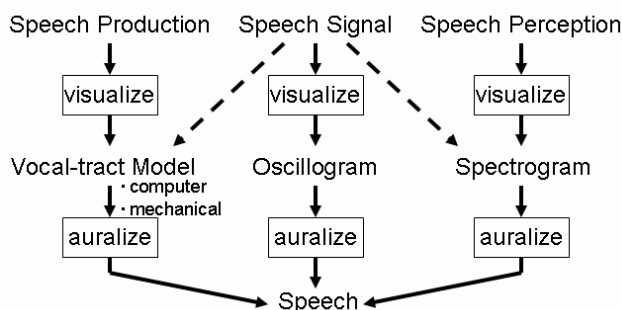 Speech Production Speech Signal Speech Perception
visualize visualize visualize
Vocal-tract Model Oscillogram Spectrogram
· computer
· mechanical
auralize auralize auralize
Speech